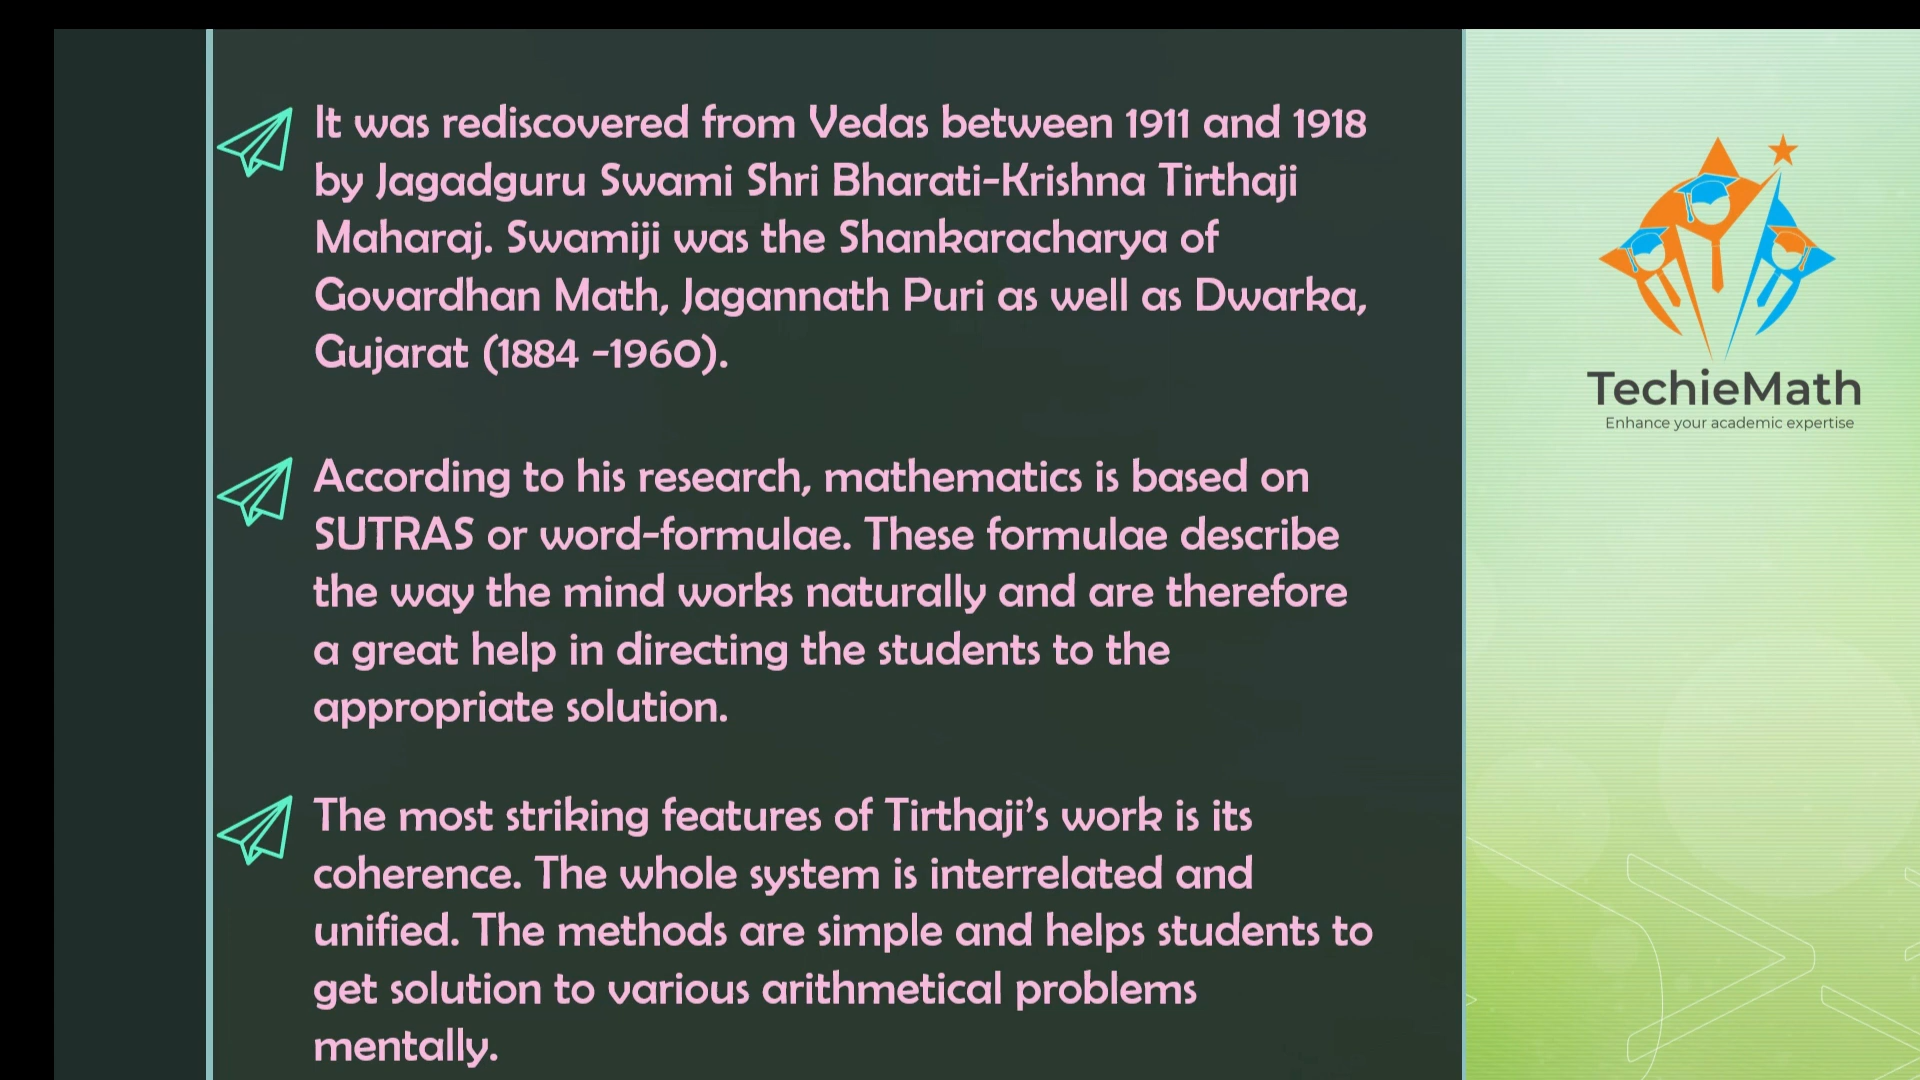 It was rediscovered from Vedas between 1911 and 1918
by Jagadguru Swami Shri Bharati-Krishna Tirthaji
Maharaj. Swamiji was the Shankaracharya of
Govardhan Math, Jagannath Puri as well as Dwarka,
Gujarat (1884 -1960).
According to his research, mathematics is based on
SUTRAS or word-formulae. These formulae describe
the way the mind works naturally and are therefore
a great help in directing the students to the
appropriate solution.
The most striking features of Tirthaji's work is its
coherence. The whole system is interrelated and
unified. The methods are simple and helps students to
get solution to various arithmetical problems
mentally.
TechieMath
Enhance your academic expertise